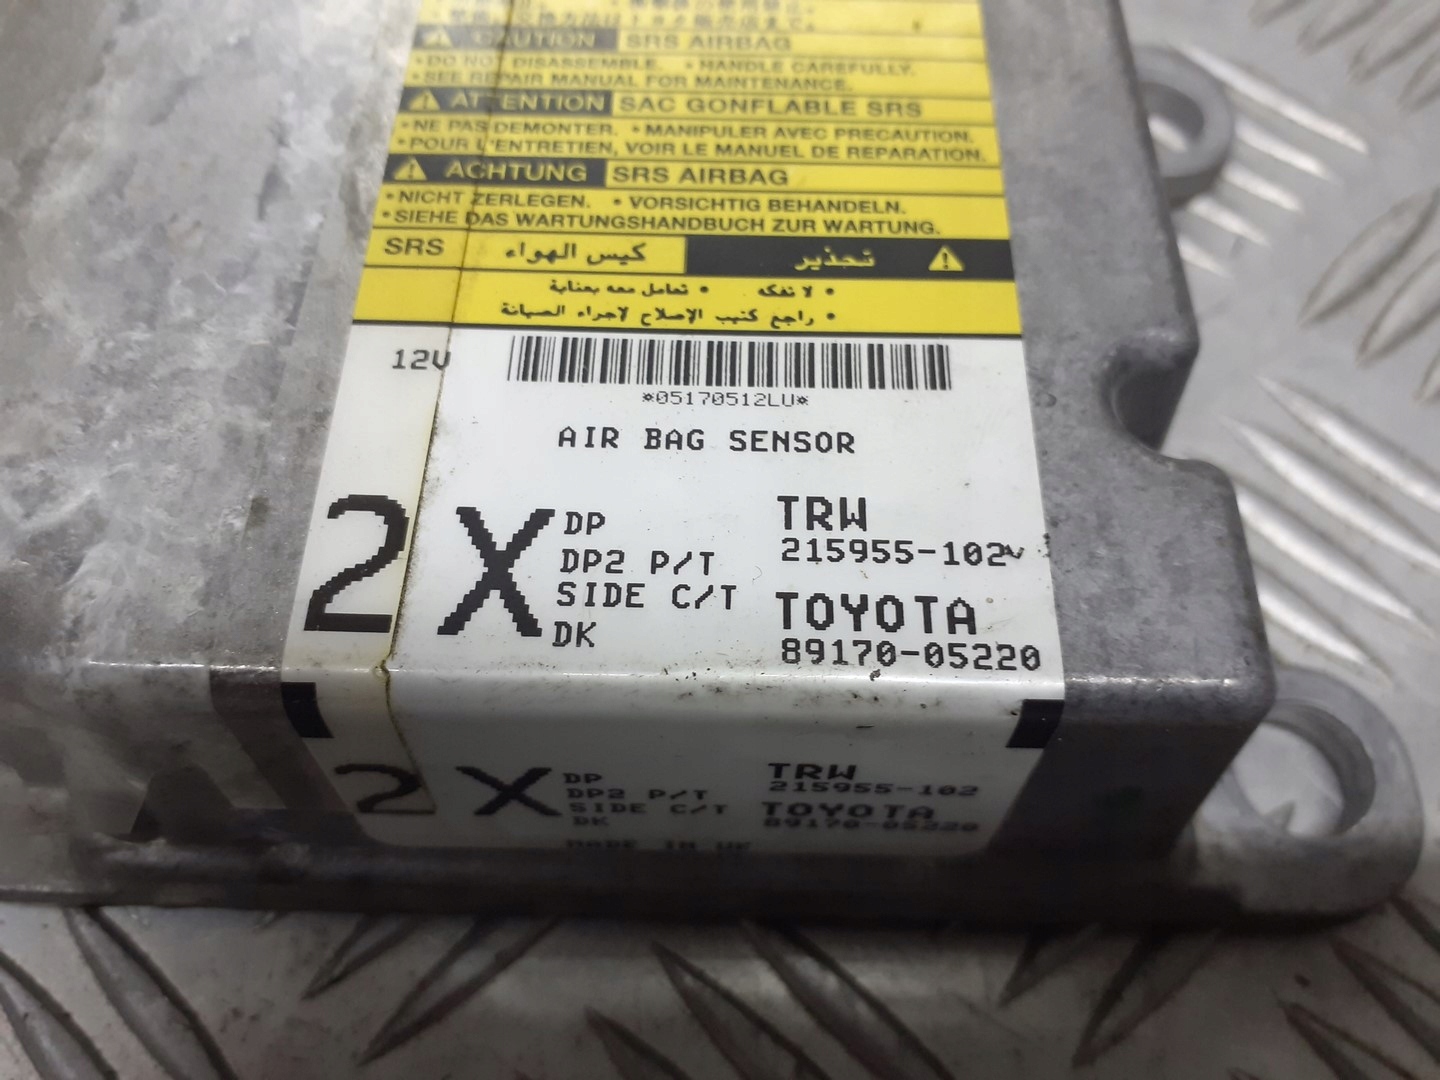 CAUTION SRS AIRBAG
•DO NOT DISASSEMBLE. •HANDLE CAREFULLY.
•SEE REPAIR MANUAL FOR MAINTENANCE.
ATTENTION SAC GONFLABLE SRS
•NE PAS DEMONTER. •MANIPULER AVEC PRECAUTION.
•POUR L'ENTRETIEN, VOIR LE MANUEL DE REPARATION.
ACHTUNG SRS AIRBAG
•NICHT ZERLEGEN. •VORSICHTIG BEHANDELN.
•SIEHE DAS WARTUNGSHANDBUCH ZUR WARTUNG.
تحذير كيس الهواء SRS
• لا تفكه • تعامل معه بعناية
• راجع كتيب الإصلاح لاجراء الصيانة
12V
*05170512LU*
AIR BAG SENSOR
2X DP TRW
DP2 P/T 215955-102
SIDE C/T TOYOTA
DK 89170-05220
2X DP TRW
DP2 P/T 215955-102
SIDE C/T TOYOTA
DK 89170-05220
MADE IN UK